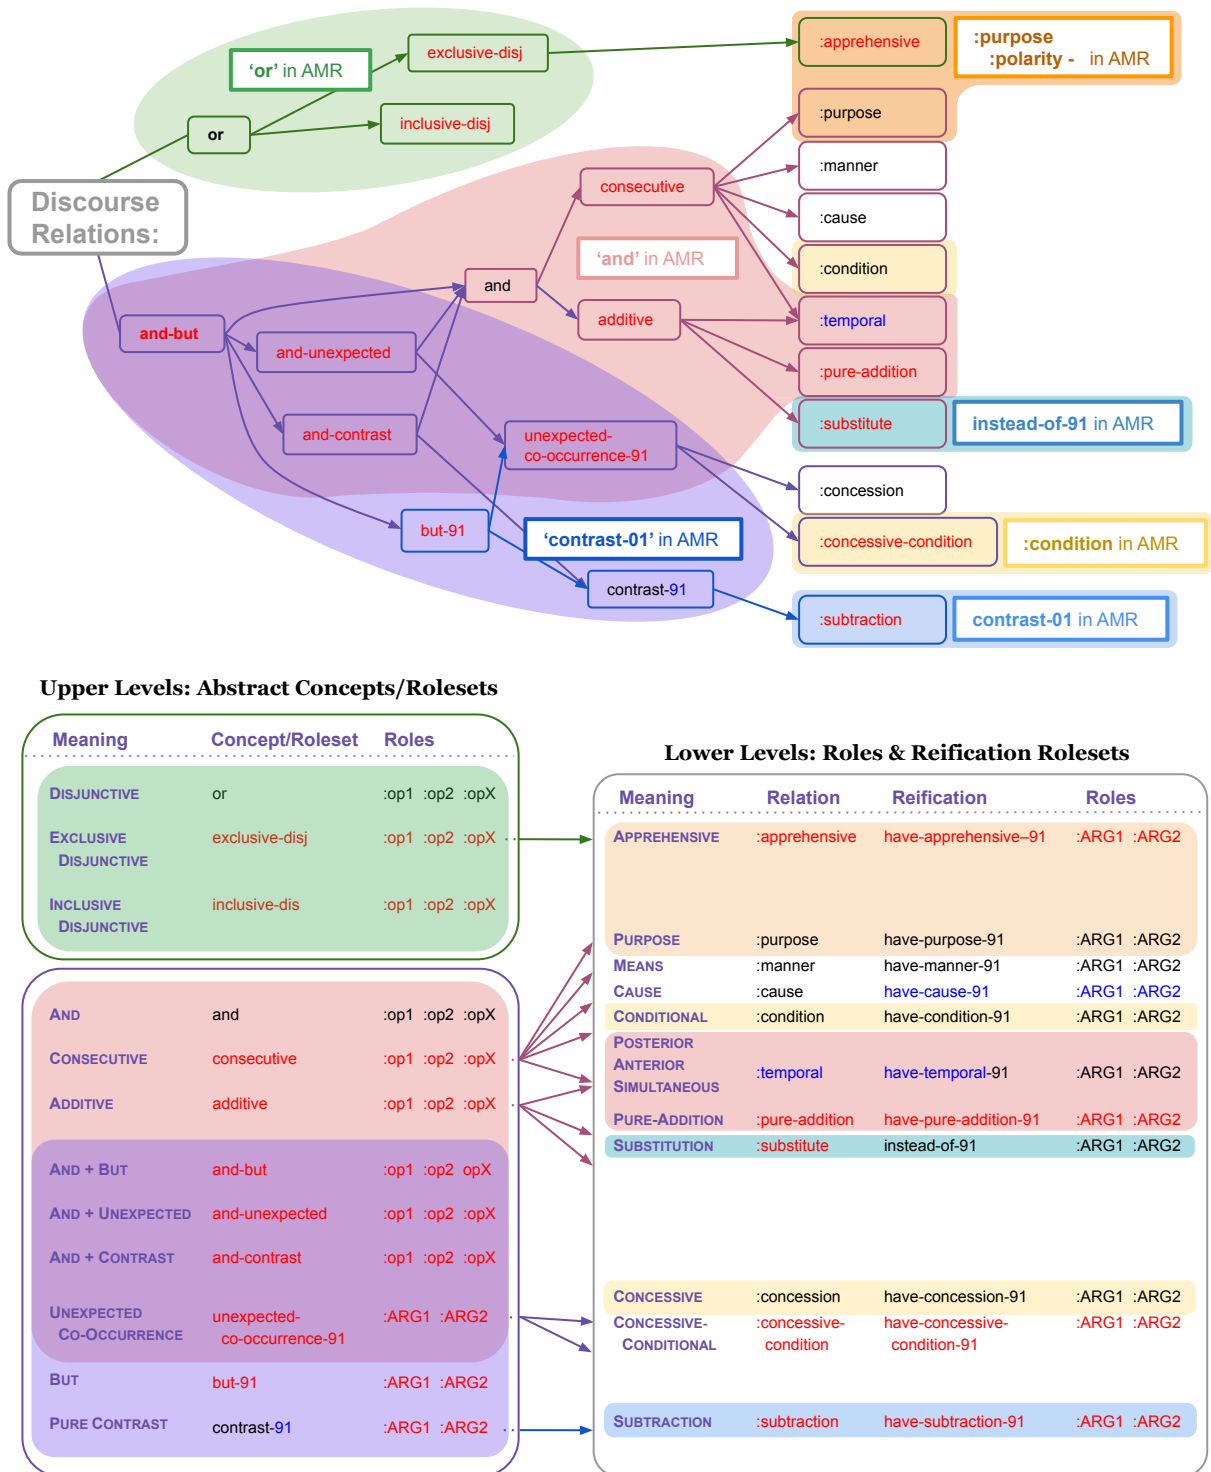 exclusive-disj
'or' in AMR
or
inclusive-disj
:apprehensive
:purpose
:polarity - in AMR
:purpose
:manner
:cause
:condition
:temporal
:pure-addition
:substitute
instead-of-91 in AMR
:concession
:concessive-condition
:condition in AMR
:subtraction
contrast-01 in AMR
Discourse
Relations:
consecutive
'and' in AMR
and
additive
and-but
and-unexpected
and-contrast
unexpected-
co-occurrence-91
but-91
'contrast-01' in AMR
contrast-91
Upper Levels: Abstract Concepts/Rolesets
Meaning Concept/Roleset Roles
DISJUNCTIVE or :op1 :op2 :opX
EXCLUSIVE exclusive-disj :op1 :op2 :opX
DISJUNCTIVE
INCLUSIVE inclusive-dis :op1 :op2 :opX
DISJUNCTIVE
AND and :op1 :op2 :opX
CONSECUTIVE consecutive :op1 :op2 :opX
ADDITIVE additive :op1 :op2 :opX
AND + BUT and-but :op1 :op2 opX
AND + UNEXPECTED and-unexpected :op1 :op2 :opX
AND + CONTRAST and-contrast :op1 :op2 :opX
UNEXPECTED unexpected- :ARG1 :ARG2
CO-OCCURRENCE co-occurrence-91
BUT but-91 :ARG1 :ARG2
PURE CONTRAST contrast-91 :ARG1 :ARG2
Lower Levels: Roles & Reification Rolesets
Meaning Relation Reification Roles
APPREHENSIVE :apprehensive have-apprehensive–91 :ARG1 :ARG2
PURPOSE :purpose have-purpose-91 :ARG1 :ARG2
MEANS :manner have-manner-91 :ARG1 :ARG2
CAUSE :cause have-cause-91 :ARG1 :ARG2
CONDITIONAL :condition have-condition-91 :ARG1 :ARG2
POSTERIOR
ANTERIOR :temporal have-temporal-91 :ARG1 :ARG2
SIMULTANEOUS
PURE-ADDITION :pure-addition have-pure-addition-91 :ARG1 :ARG2
SUBSTITUTION :substitute instead-of-91 :ARG1 :ARG2
CONCESSIVE :concession have-concession-91 :ARG1 :ARG2
CONCESSIVE- :concessive- have-concessive- :ARG1 :ARG2
CONDITIONAL condition condition-91
SUBTRACTION :subtraction have-subtraction-91 :ARG1 :ARG2